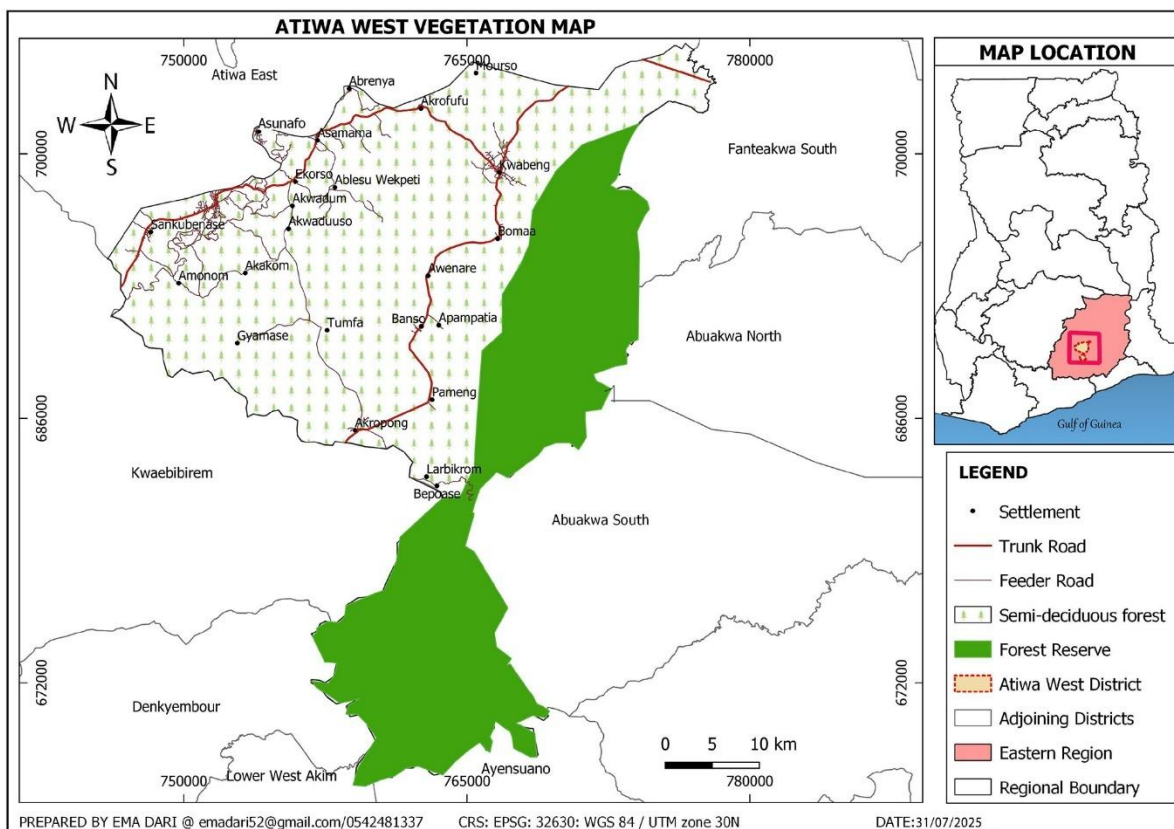 ATIWA WEST VEGETATION MAP
750000
765000
780000
Atiwa East
N
W E
S
Mourso
Abrenya
Akrofufu
Asunafo
Asamama
700000
700000
Fanteakwa South
Kwabeng
Ekorso
Ablesu Wekpeti
Akwadum
Sankubenase
Akwaduuso
Bomaa
Akakom
Awenare
Amonom
Banso
Apampatia
Tumfa
Gyamase
Abuakwa North
Pameng
686000
686000
Akropong
Kwaebibirem
Larbikrom
Bepoase
Abuakwa South
672000
672000
Denkyembour
0 5 10 km
Lower West Akim
Ayensuano
750000
765000
780000
MAP LOCATION
Gulf of Guinea
LEGEND
Settlement
Trunk Road
Feeder Road
Semi-deciduous forest
Forest Reserve
Atiwa West District
Adjoining Districts
Eastern Region
Regional Boundary
PREPARED BY EMA DARI @ emadari52@gmail.com/0542481337 CRS: EPSG: 32630: WGS 84 / UTM zone 30N DATE:31/07/2025